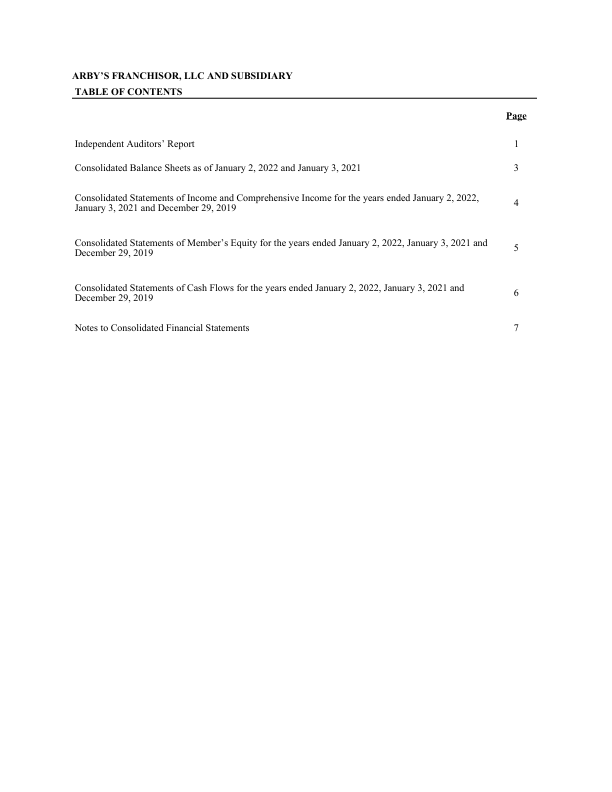 ARBY’S FRANCHISOR, LLC AND SUBSIDIARY
TABLE OF CONTENTS
Page
Independent Auditors’ Report 1
Consolidated Balance Sheets as of January 2, 2022 and January 3, 2021 3
Consolidated Statements of Income and Comprehensive Income for the years ended January 2, 2022,
January 3, 2021 and December 29, 2019 4
Consolidated Statements of Member’s Equity for the years ended January 2, 2022, January 3, 2021 and
December 29, 2019 5
Consolidated Statements of Cash Flows for the years ended January 2, 2022, January 3, 2021 and
December 29, 2019 6
Notes to Consolidated Financial Statements 7